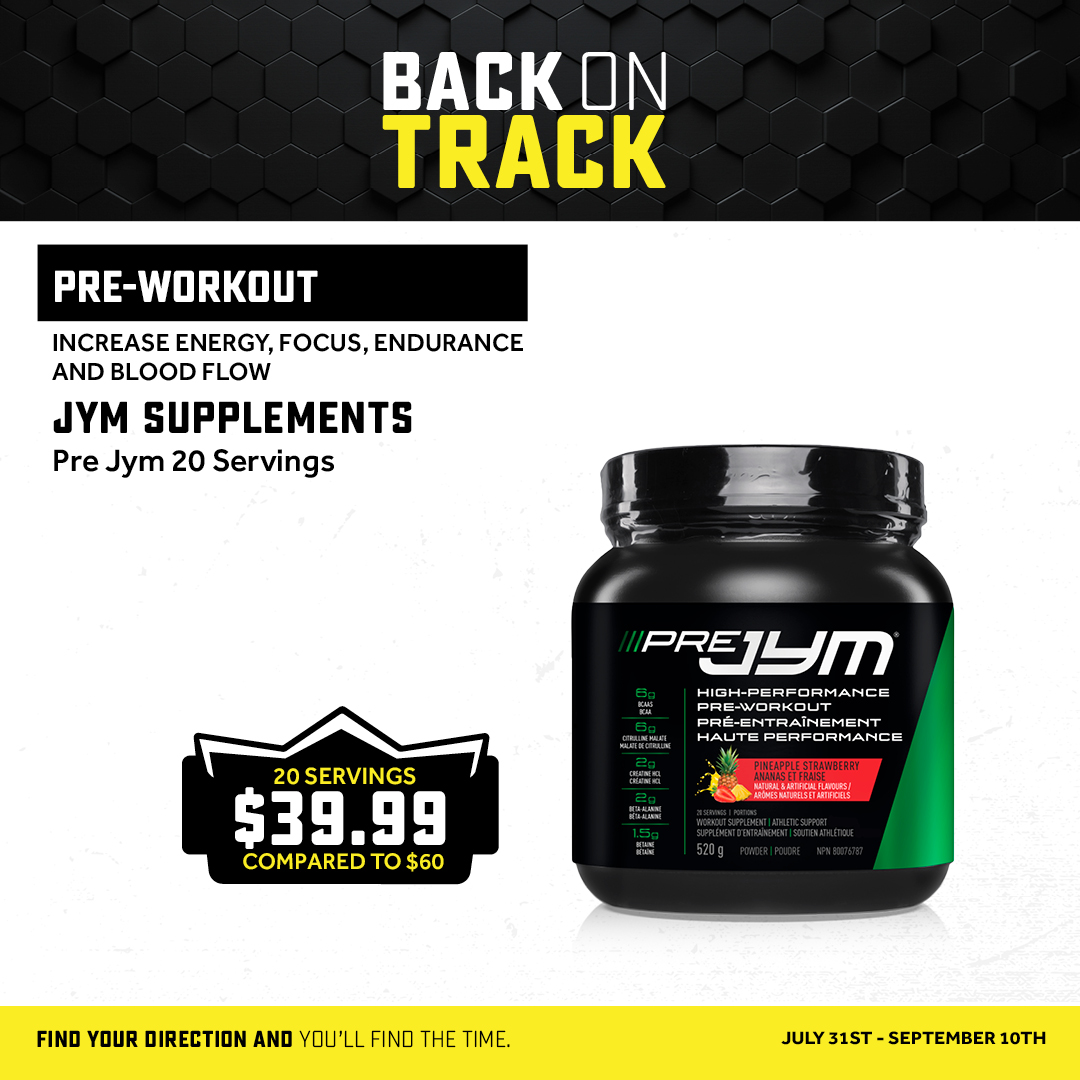 BACK ON
TRACK
PRE-WORKOUT
INCREASE ENERGY, FOCUS, ENDURANCE
AND BLOOD FLOW
JYM SUPPLEMENTS
Pre Jym 20 Servings
20 SERVINGS
$39.99
COMPARED TO $60
PRE JYM®
6g
BCAAS
BCAA
6g
CITRULLINE MALATE
MALATE DE CITRULLINE
2g
CREATINE HCL
CRÉATINE HCL
2g
BETA-ALANINE
BÊTA-ALANINE
1.5g
BETAINE
BÉTAÏNE
HIGH-PERFORMANCE
PRE-WORKOUT
PRÉ-ENTRAÎNEMENT
HAUTE PERFORMANCE
PINEAPPLE STRAWBERRY
ANANAS ET FRAISE
NATURAL & ARTIFICIAL FLAVOURS /
ARÔMES NATURELS ET ARTIFICIELS
20 SERVINGS | PORTIONS
WORKOUT SUPPLEMENT | ATHLETIC SUPPORT
SUPPLÉMENT D'ENTRAÎNEMENT | SOUTIEN ATHLÉTIQUE
520 g POWDER | POUDRE NPN 80076787
FIND YOUR DIRECTION AND YOU'LL FIND THE TIME.
JULY 31ST - SEPTEMBER 10TH